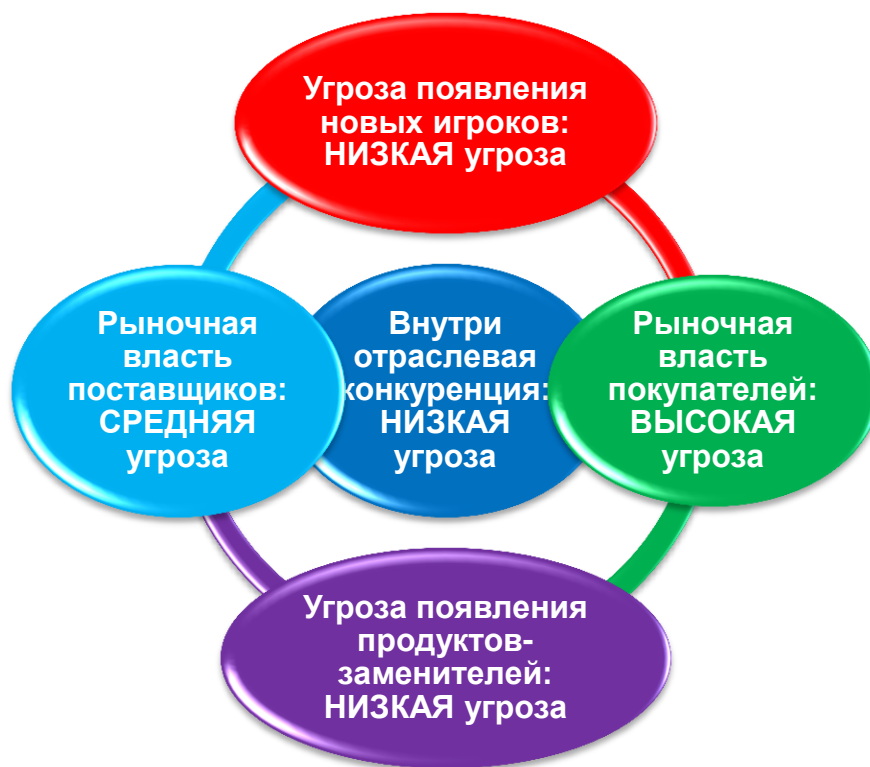 Угроза появления
новых игроков:
НИЗКАЯ угроза
Рыночная
власть
поставщиков:
СРЕДНЯЯ
угроза
Внутри
отраслевая
конкуренция:
НИЗКАЯ
угроза
Рыночная
власть
покупателей:
ВЫСОКАЯ
угроза
Угроза появления
продуктов-
заменителей:
НИЗКАЯ угроза